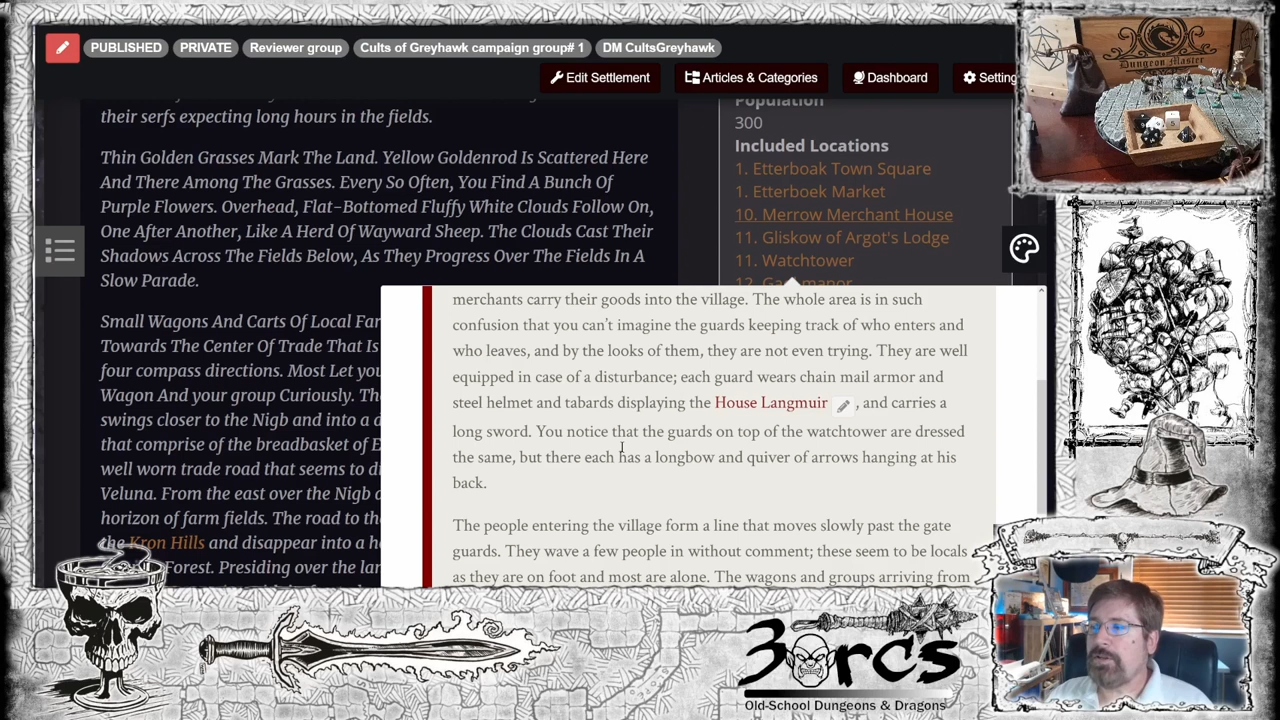 PUBLISHED PRIVATE Reviewer group Cults of Greyhawk campaign group# 1 DM CultsGreyhawk
Edit Settlement Articles & Categories Dashboard Setting
their serfs expecting long hours in the fields.
Thin Golden Grasses Mark The Land. Yellow Goldenrod Is Scattered Here
And There Among The Grasses. Every So Often, You Find A Bunch Of
Purple Flowers. Overhead, Flat-Bottomed Fluffy White Clouds Follow On,
One After Another, Like A Herd Of Wayward Sheep. The Clouds Cast Their
Shadows Across The Fields Below, As They Progress Over The Fields In A
Slow Parade.
Small Wagons And Carts Of Local Far
Towards The Center Of Trade That Is
four compass directions. Most Let you
Wagon And your group Curiously. Th
swings closer to the Nigb and into a d
that comprise of the breadbasket of E
well worn trade road that seems to di
Veluna. From the east over the Nigb a
horizon of farm fields. The road to the
the Kron Hills and disappear into a he
Forest. Presiding over the lar
Population
300
Included Locations
1. Etterboak Town Square
1. Etterboek Market
10. Merrow Merchant House
11. Gliskow of Argot's Lodge
11. Watchtower
merchants carry their goods into the village. The whole area is in such
confusion that you can't imagine the guards keeping track of who enters and
who leaves, and by the looks of them, they are not even trying. They are well
equipped in case of a disturbance; each guard wears chain mail armor and
steel helmet and tabards displaying the House Langmuir , and carries a
long sword. You notice that the guards on top of the watchtower are dressed
the same, but there each has a longbow and quiver of arrows hanging at his
back.
The people entering the village form a line that moves slowly past the gate
guards. They wave a few people in without comment; these seem to be locals
as they are on foot and most are alone. The wagons and groups arriving from
Dungeon Master
3 orcs
Old-School Dungeons & Dragons